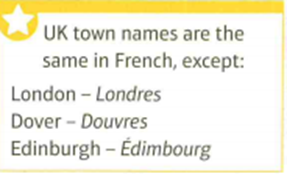 UK town names are the
same in French, except:
London – Londres
Dover – Douvres
Edinburgh – Édimbourg